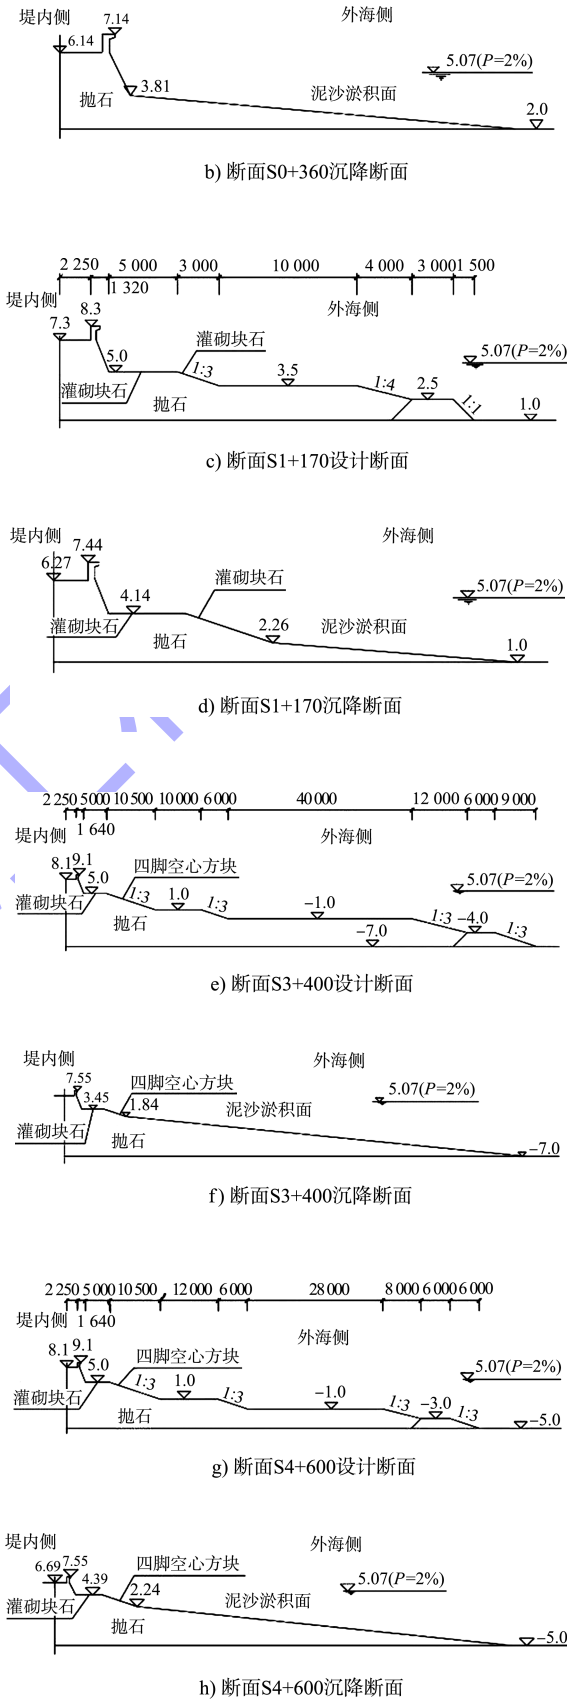 堤内侧 7.14 外海侧
6.14 5.07(P=2%)
3.81
抛石 泥沙淤积面 2.0
b) 断面S0+360沉降断面
2 250 5 000 3 000 10 000 4 000 3 000 1 500
1 320
堤内侧 8.3 外海侧
7.3 灌砌块石 5.07(P=2%)
5.0 1:3 3.5 1:4 2.5
灌砌块石 抛石 1:1 1.0
c) 断面S1+170设计断面
堤内侧 7.44 外海侧
6.27 灌砌块石 5.07(P=2%)
4.14
灌砌块石 抛石 2.26 泥沙淤积面 1.0
d) 断面S1+170沉降断面
2 250 5 000 10 500 10 000 6 000 40 000 12 000 6 000 9 000
1 640
堤内侧 外海侧
8.1 9.1 四脚空心方块 5.07(P=2%)
5.0
灌砌块石 1:3 1.0 1:3 −1.0 1:3 −4.0 1:3
抛石 −7.0
e) 断面S3+400设计断面
堤内侧 外海侧
7.55 四脚空心方块 5.07(P=2%)
3.45 1.84 泥沙淤积面
灌砌块石 抛石 −7.0
f) 断面S3+400沉降断面
2 250 5 000 10 500 12 000 6 000 28 000 8 000 6 000 6 000
堤内侧 1 640
外海侧
8.1 9.1 四脚空心方块 5.07(P=2%)
5.0 1:3 1.0
灌砌块石 1:3 −1.0 1:3 −3.0 1:3
抛石 −5.0
g) 断面S4+600设计断面
堤内侧 外海侧
6.69 7.55 四脚空心方块 5.07(P=2%)
4.39 2.24
灌砌块石 泥沙淤积面
抛石 −5.0
h) 断面S4+600沉降断面